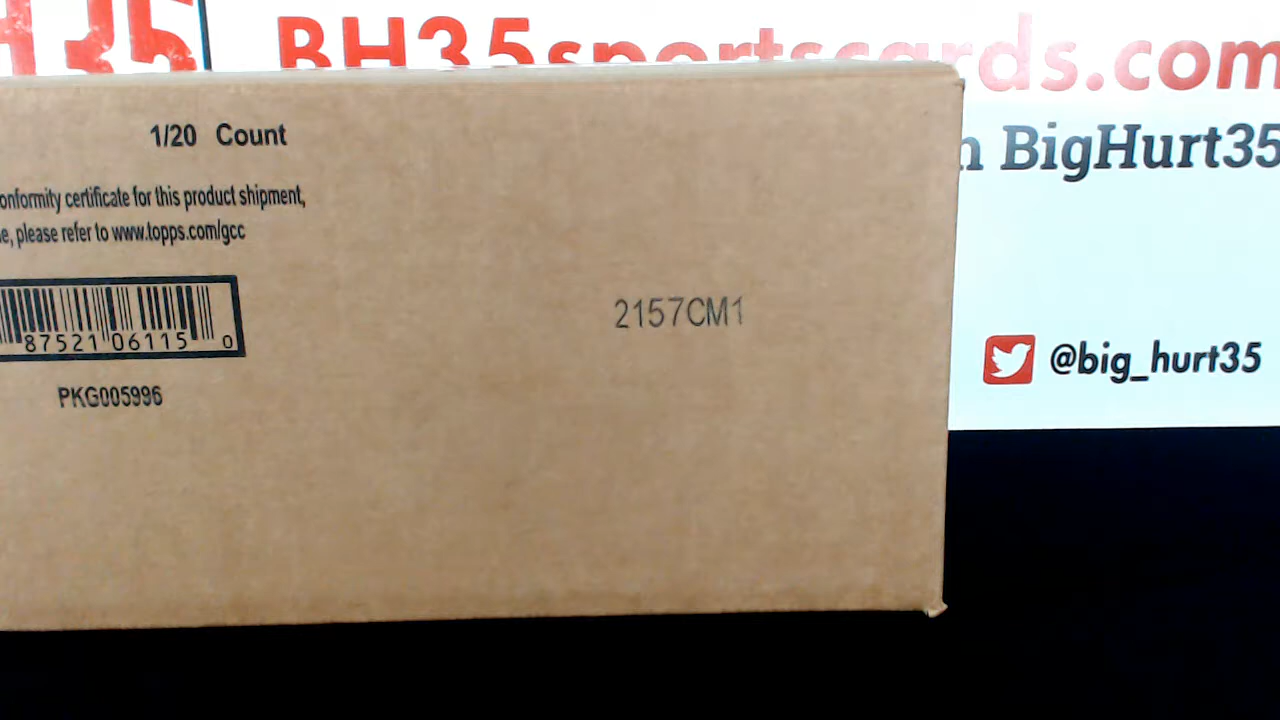 H35
BH35sportscards.com
n BigHurt35
@big_hurt35
1/20 Count
onformity certificate for this product shipment,
e, please refer to www.topps.com/gcc
87521 06115 0
PKG005996
2157CM1